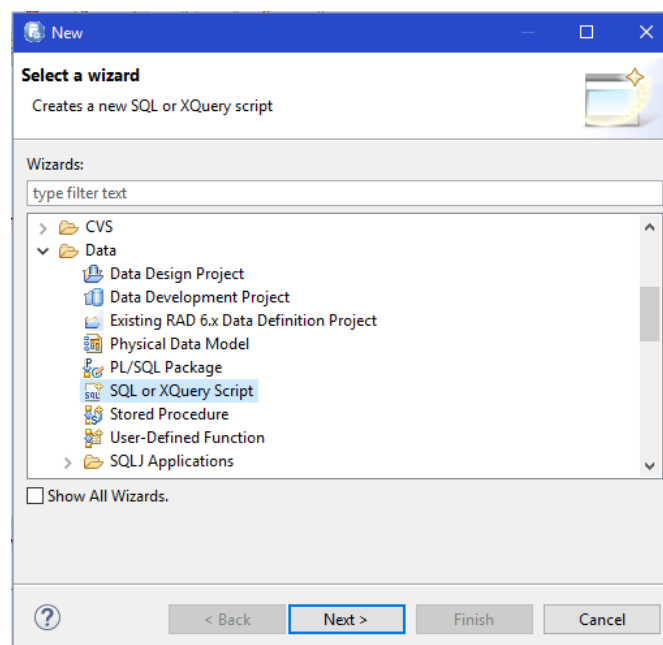 New
Select a wizard
Creates a new SQL or XQuery script
Wizards:
type filter text
CVS
Data
Data Design Project
Data Development Project
Existing RAD 6.x Data Definition Project
Physical Data Model
PL/SQL Package
SQL or XQuery Script
Stored Procedure
User-Defined Function
SQLJ Applications
Show All Wizards.
< Back Next > Finish Cancel